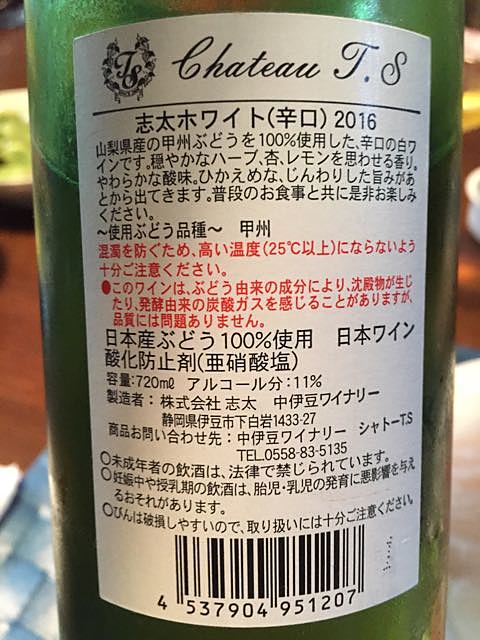 TS
Chateau T.S
志太ホワイト(辛口) 2016
山梨県産の甲州ぶどうを100%使用した、辛口の白ワ
インです。穏やかなハーブ、杏、レモンを思わせる香り。
やわらかな酸味。ひかえめな、じんわりした旨みがあ
とから出てきます。普段のお食事と共に是非お楽しみ
ください。
～使用ぶどう品種～ 甲州
混濁を防ぐため、高い温度(25℃以上)にならないよう
十分ご注意ください。
●このワインは、ぶどう由来の成分により、沈殿物が生じ
たり、発酵由来の炭酸ガスを感じることがありますが、
品質には問題ありません。
日本産ぶどう100%使用 日本ワイン
酸化防止剤(亜硝酸塩)
容量:720mℓ アルコール分:11%
製造者:株式会社 志太 中伊豆ワイナリー
静岡県伊豆市下白岩1433-27
商品お問い合わせ先:中伊豆ワイナリー シャトーT.S
TEL.0558-83-5135
○未成年者の飲酒は、法律で禁じられています。
○妊娠中や授乳期の飲酒は、胎児・乳児の発育に悪影響を与え
るおそれがあります。
○びんは破損しやすいので、取り扱いには十分ご注意ください。
4 537904 951207